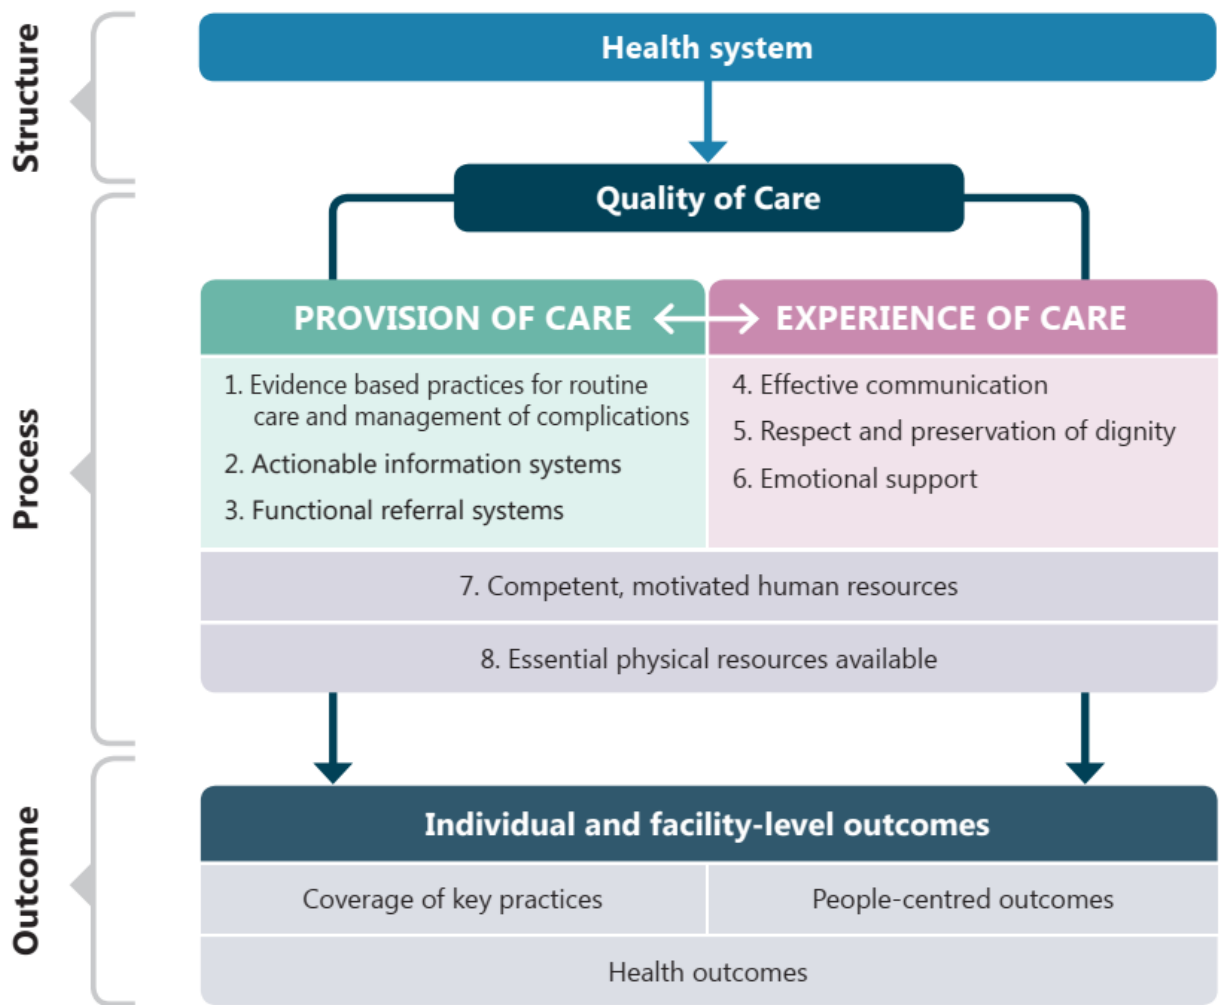 Structure
Health system
Quality of Care
Process
PROVISION OF CARE
EXPERIENCE OF CARE
1. Evidence based practices for routine
care and management of complications
2. Actionable information systems
3. Functional referral systems
4. Effective communication
5. Respect and preservation of dignity
6. Emotional support
7. Competent, motivated human resources
8. Essential physical resources available
Outcome
Individual and facility-level outcomes
Coverage of key practices
People-centred outcomes
Health outcomes